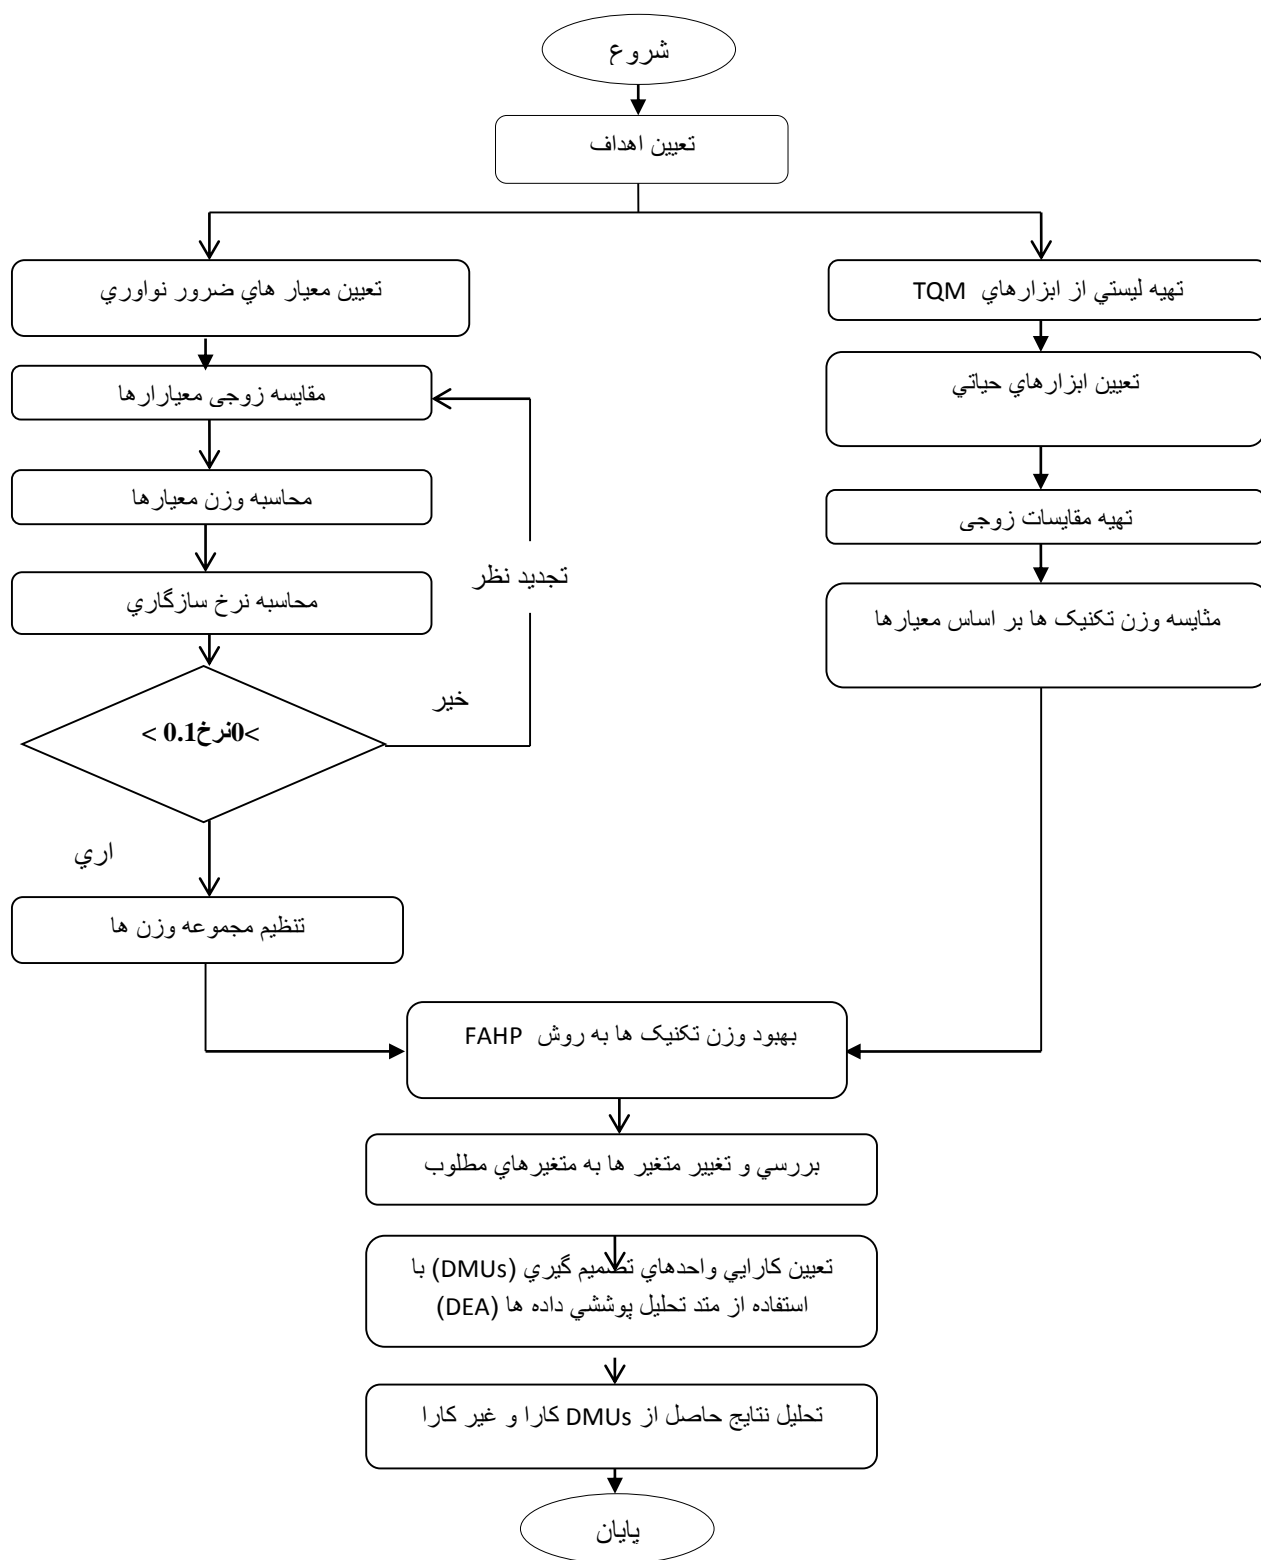 شروع
تعيين اهداف
تعيين معيار هاي ضرور نواوري
تهيه ليستي از ابزارهاي TQM
مقايسه زوجی معيارارها
تعيين ابزارهاي حياتي
محاسبه وزن معيارها
تهيه مقايسات زوجی
محاسبه نرخ سازگاري
تجديد نظر
مثايسه وزن تکنيک ها بر اساس معيارها
خير
< 0.1نرخ0<
اري
تنظيم مجموعه وزن ها
بهبود وزن تکنيک ها به روش FAHP
بررسي و تغيير متغير ها به متغيرهاي مطلوب
تعيين کارايي واحدهاي تصميم گيري (DMUs) با
استفاده از متد تحليل پوششي داده ها (DEA)
تحليل نتايج حاصل از DMUs کارا و غير کارا
پايان